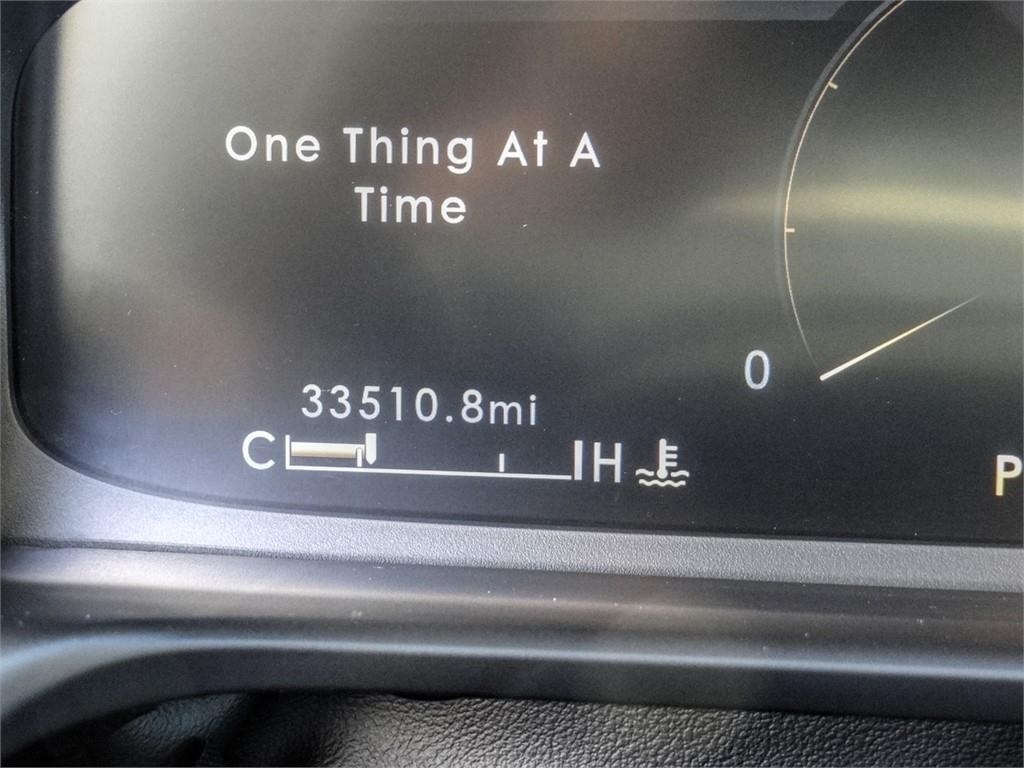 One Thing At A
Time
0
33510.8mi
C H
P